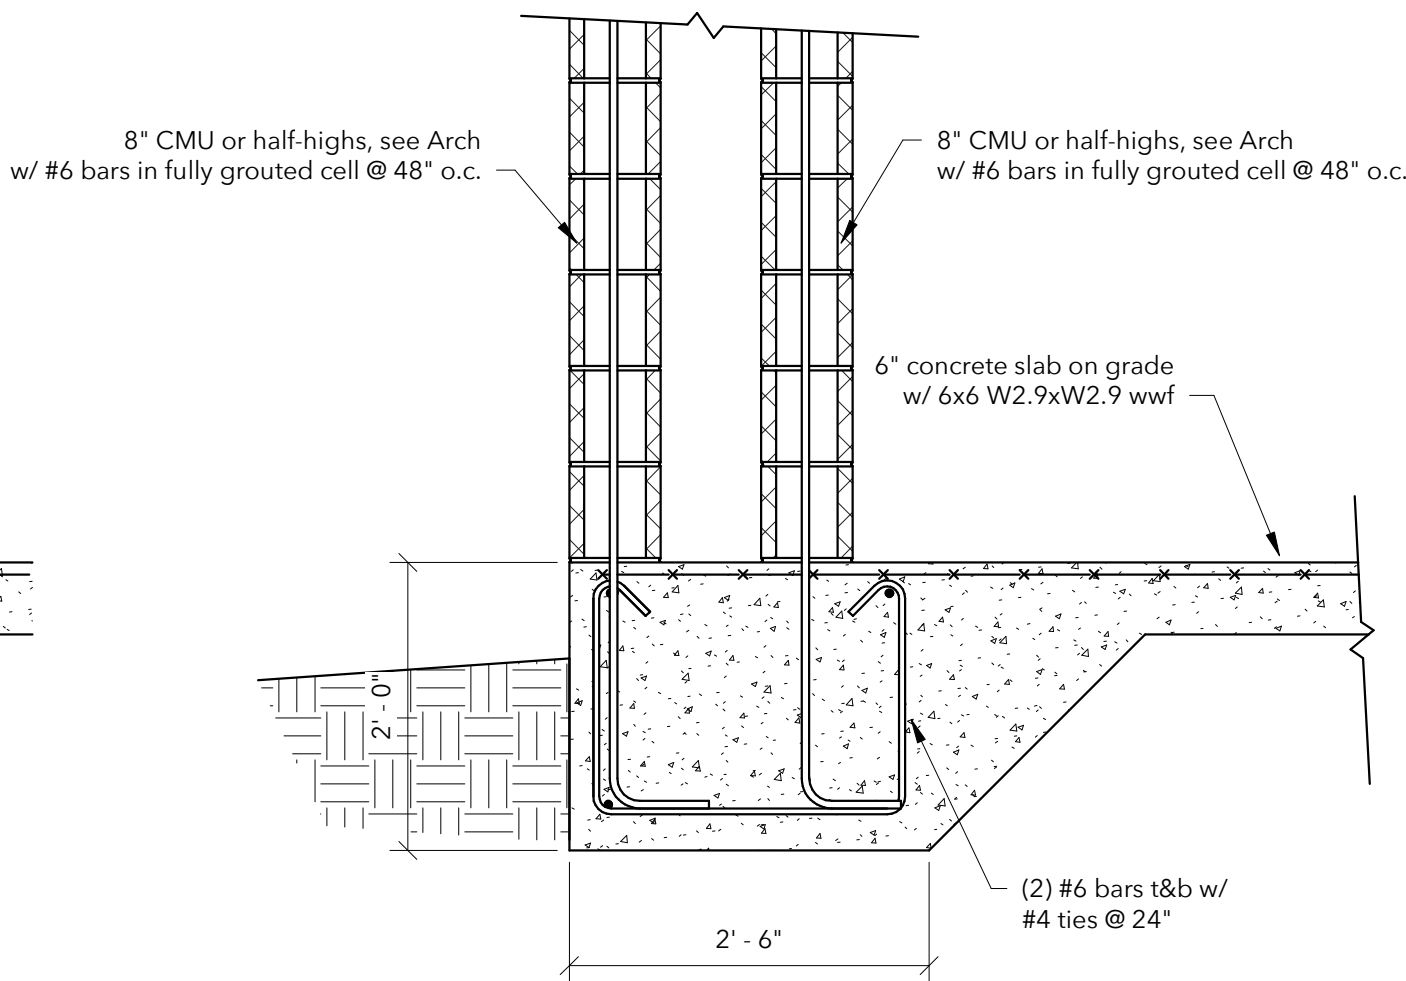 8" CMU or half-highs, see Arch
w/ #6 bars in fully grouted cell @ 48" o.c.
8" CMU or half-highs, see Arch
w/ #6 bars in fully grouted cell @ 48" o.c.
6" concrete slab on grade
w/ 6x6 W2.9xW2.9 wwf
2' - 0"
(2) #6 bars t&b w/
#4 ties @ 24"
2' - 6"